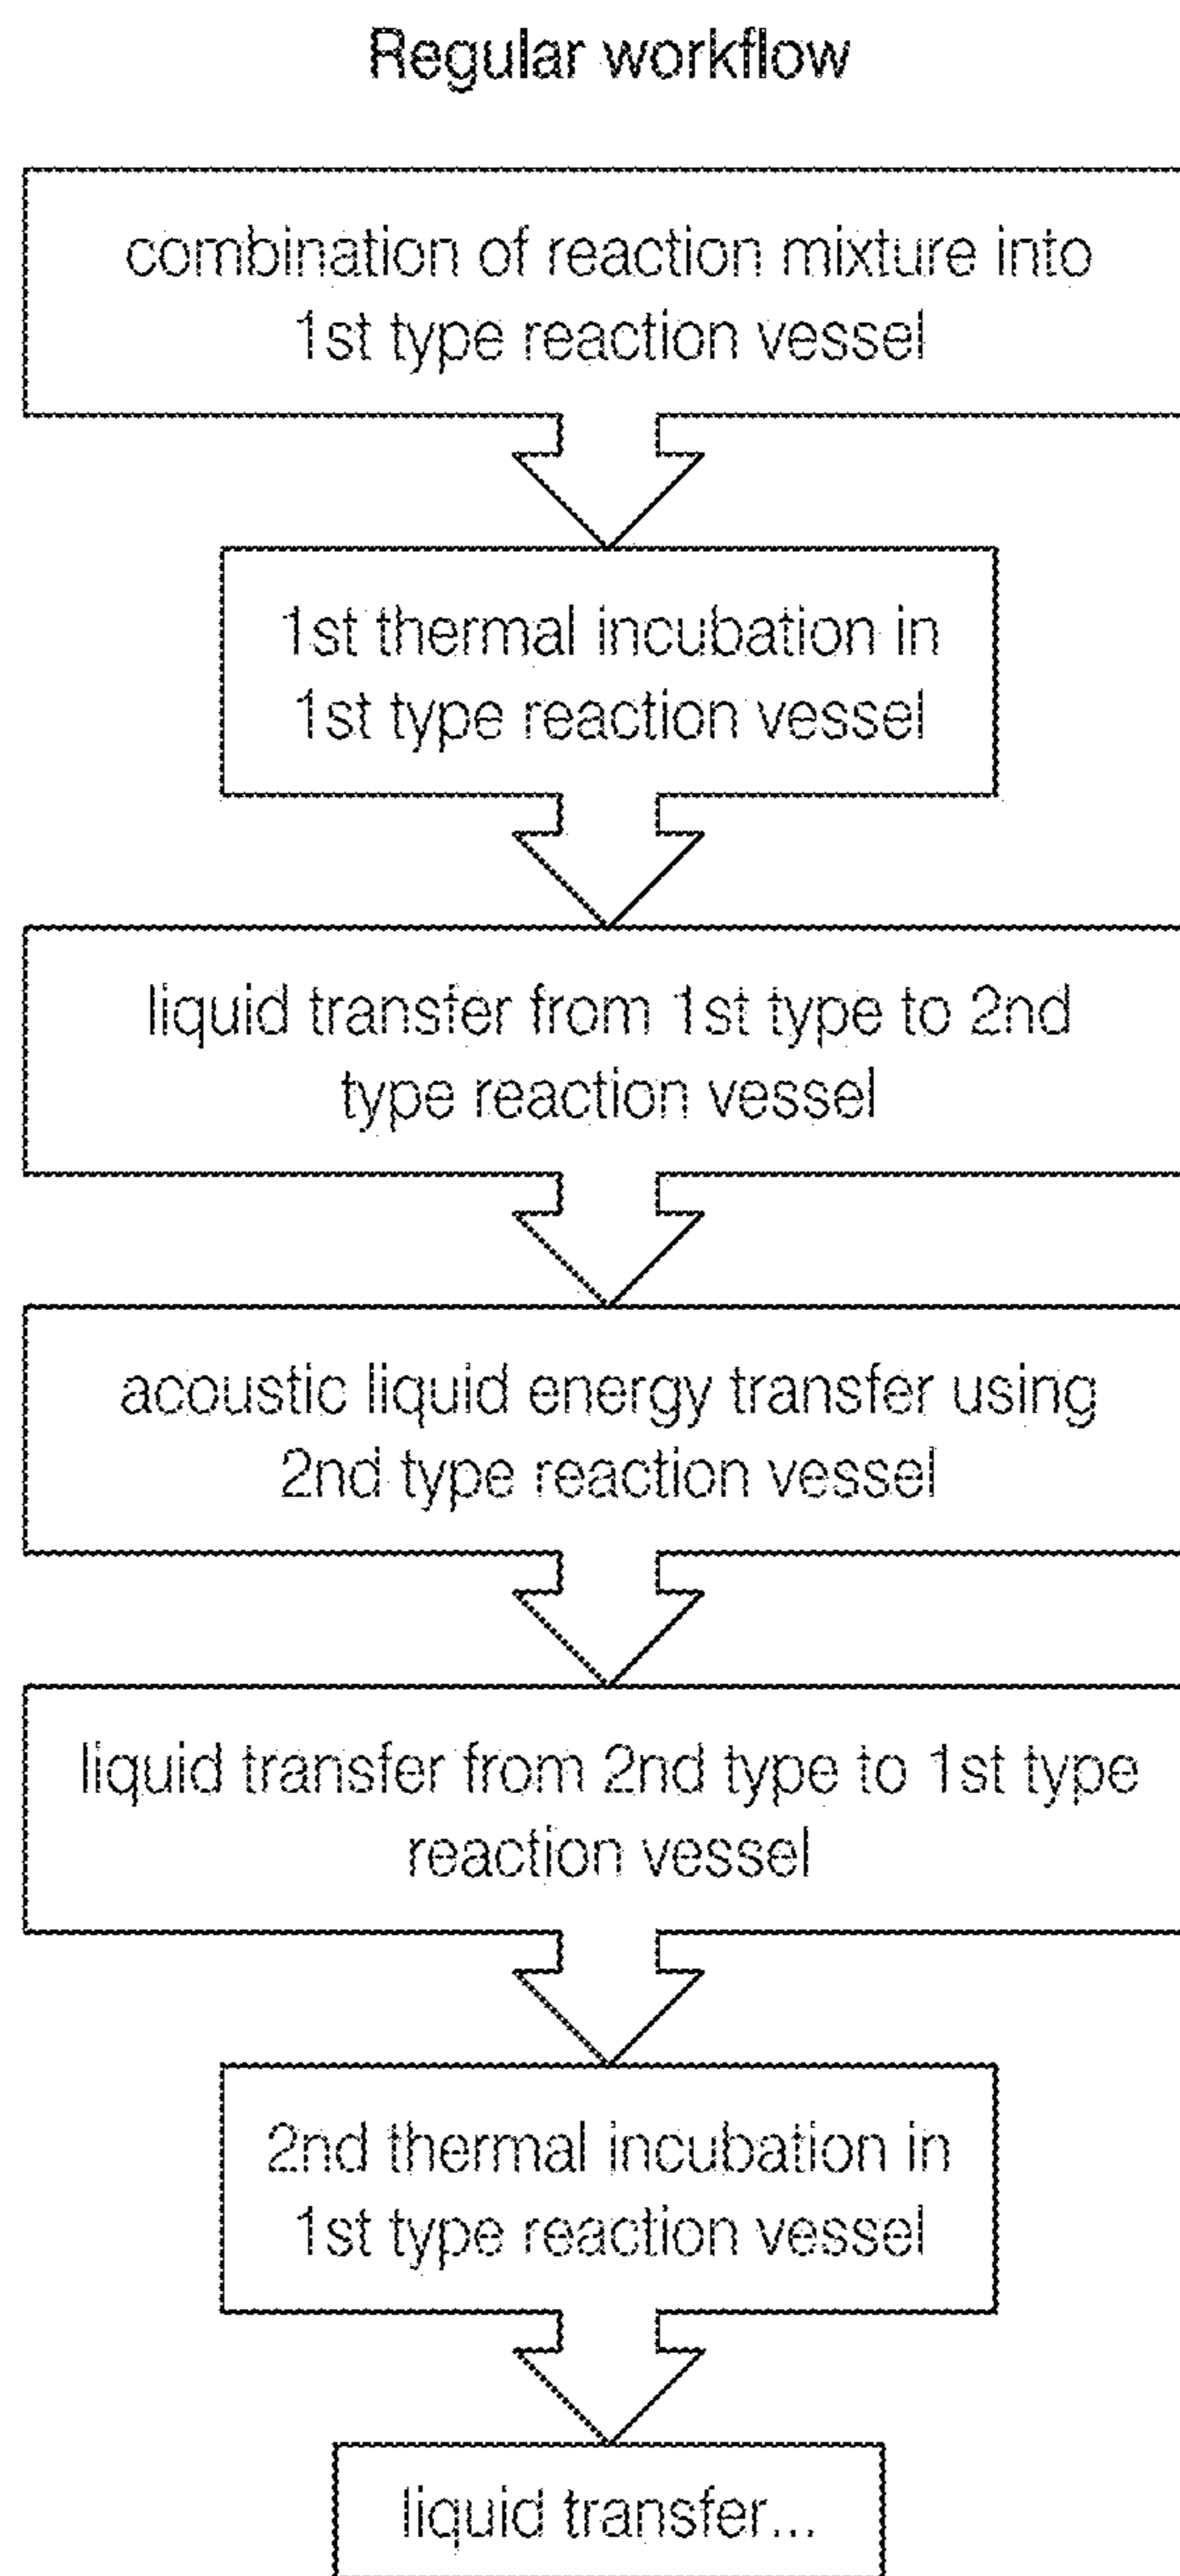 Regular workflow
combination of reaction mixture into
1st type reaction vessel
1st thermal incubation in
1st type reaction vessel
liquid transfer from 1st type to 2nd
type reaction vessel
acoustic liquid energy transfer using
2nd type reaction vessel
liquid transfer from 2nd type to 1st type
reaction vessel
2nd thermal incubation in
1st type reaction vessel
liquid transfer...